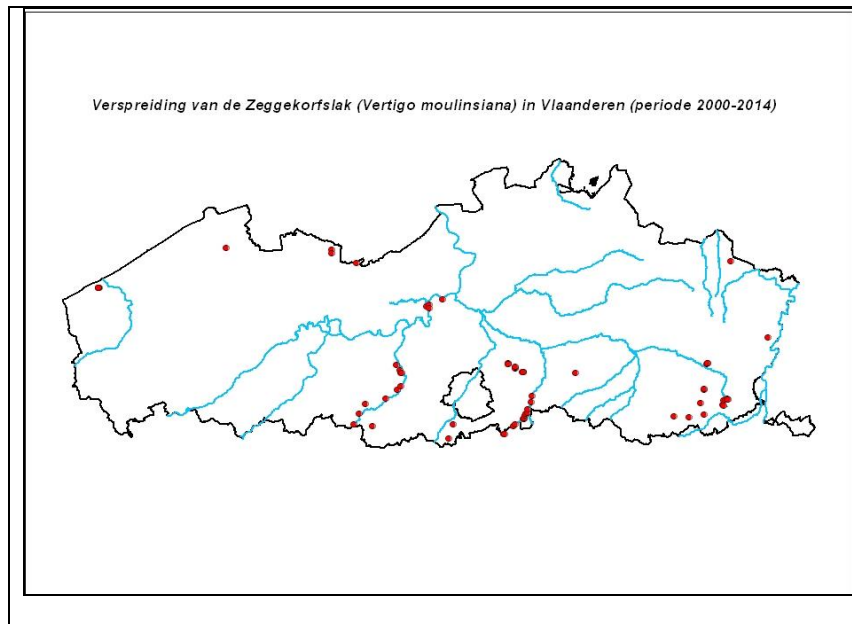 Verspreiding van de Zeggekorfslak (Vertigo moulinsiana) in Vlaanderen (periode 2000-2014)